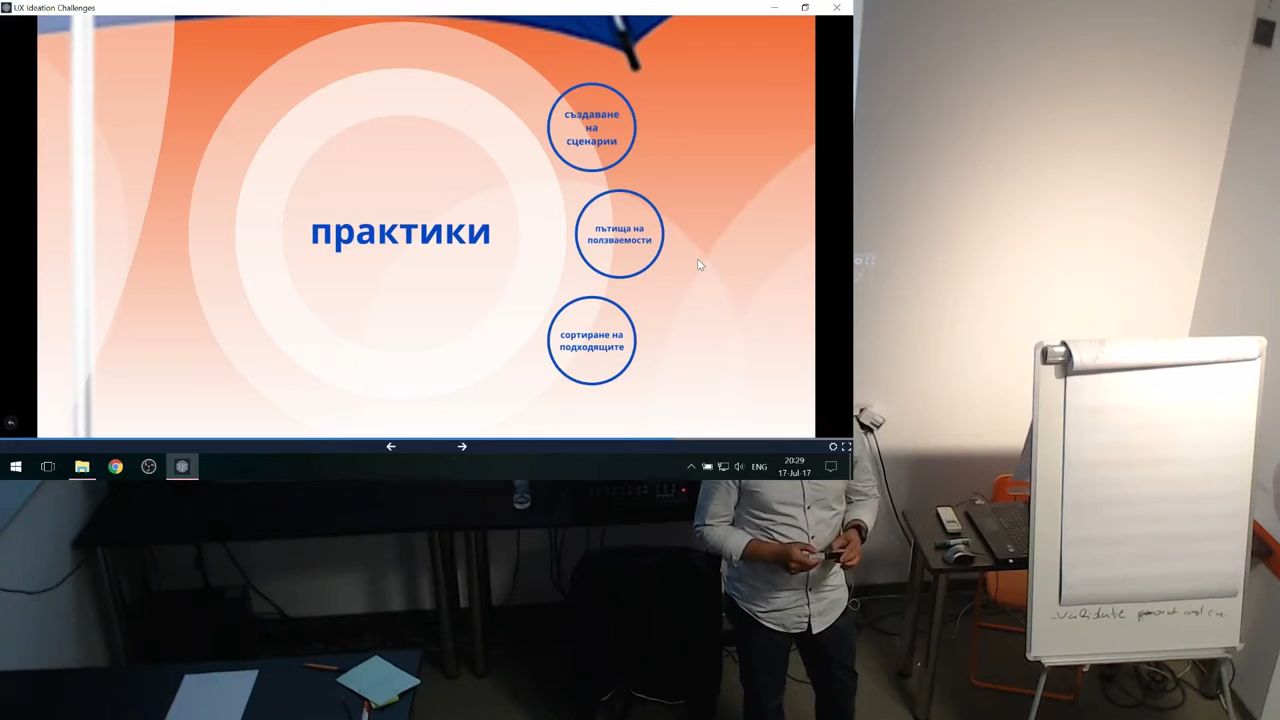 UX Ideation Challenges
създаване
на
сценарии
практики
пътища на
ползваемости
сортиране на
подходящите
ENG
20:29
17-Jul-17
validate